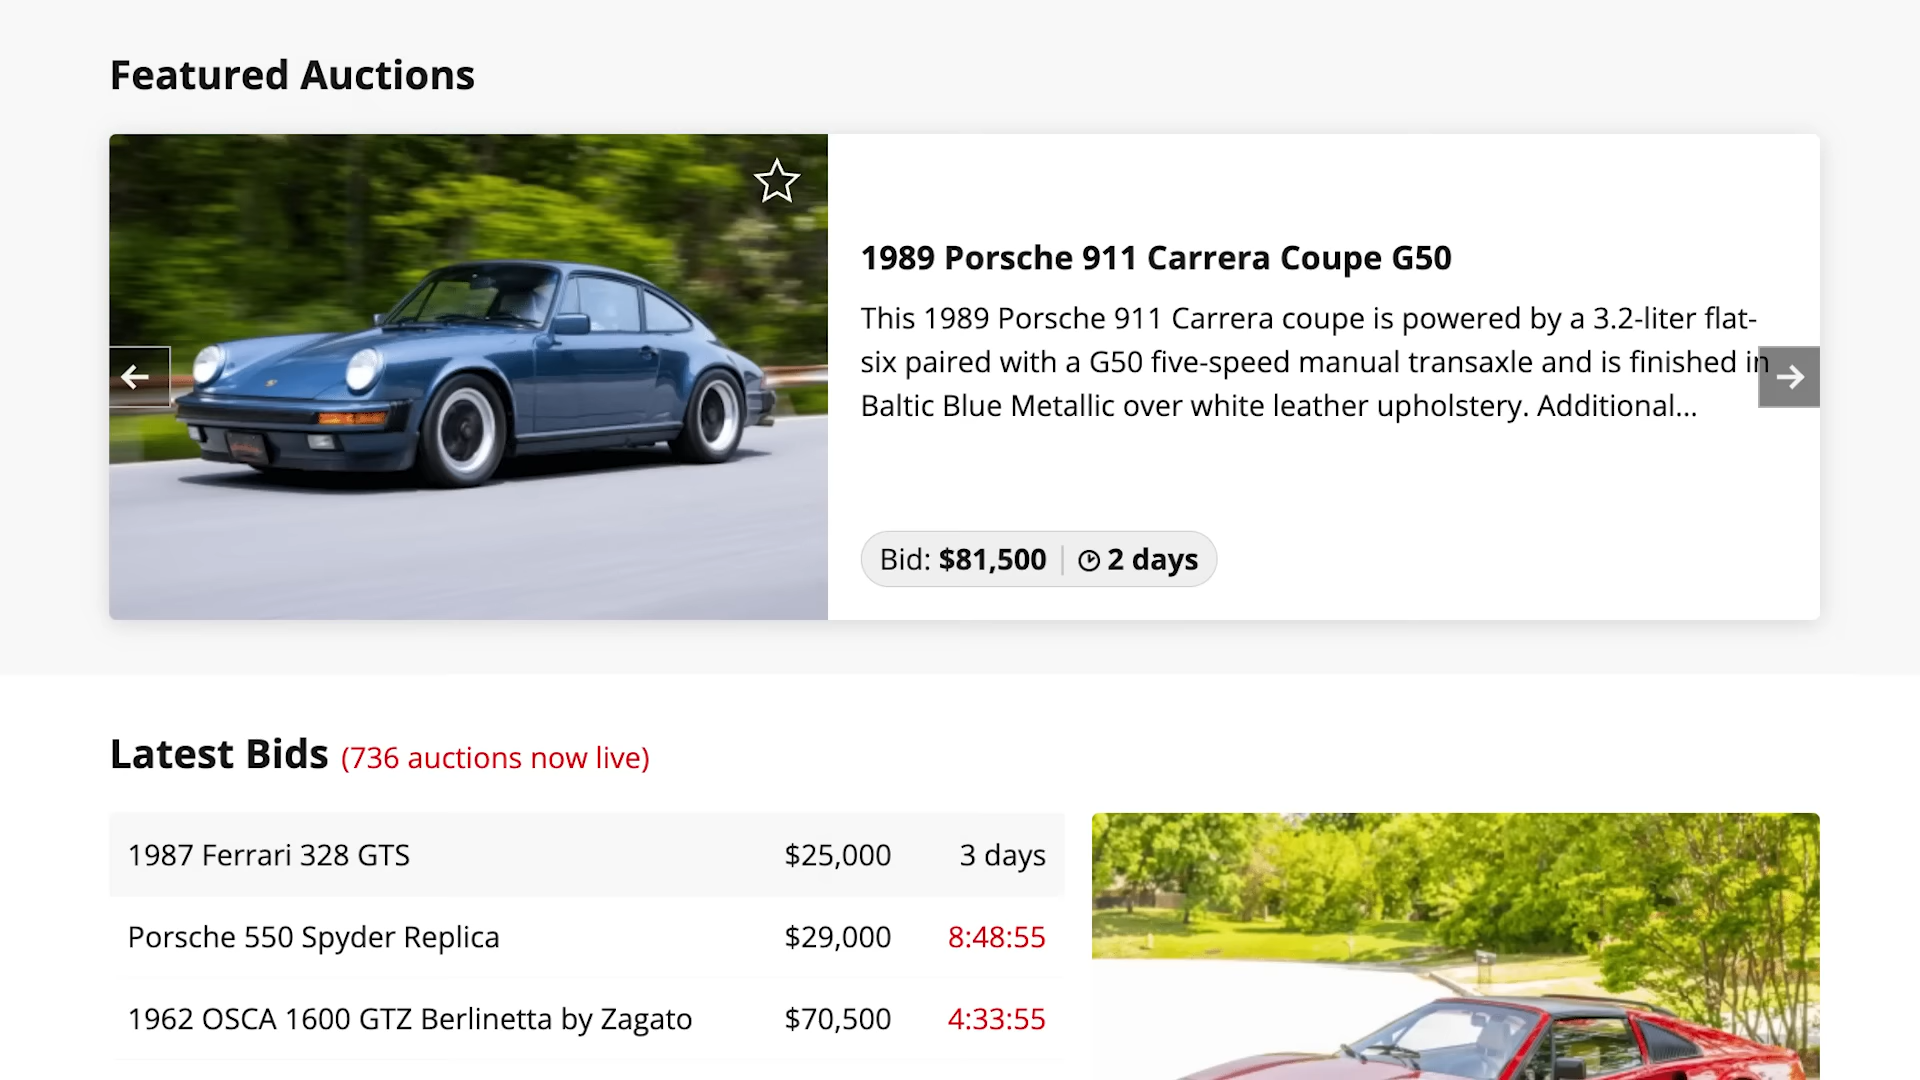 Featured Auctions
1989 Porsche 911 Carrera Coupe G50
This 1989 Porsche 911 Carrera coupe is powered by a 3.2-liter flat-
six paired with a G50 five-speed manual transaxle and is finished in
Baltic Blue Metallic over white leather upholstery. Additional...
Bid: $81,500 2 days
Latest Bids (736 auctions now live)
1987 Ferrari 328 GTS $25,000 3 days
Porsche 550 Spyder Replica $29,000 8:48:55
1962 OSCA 1600 GTZ Berlinetta by Zagato $70,500 4:33:55